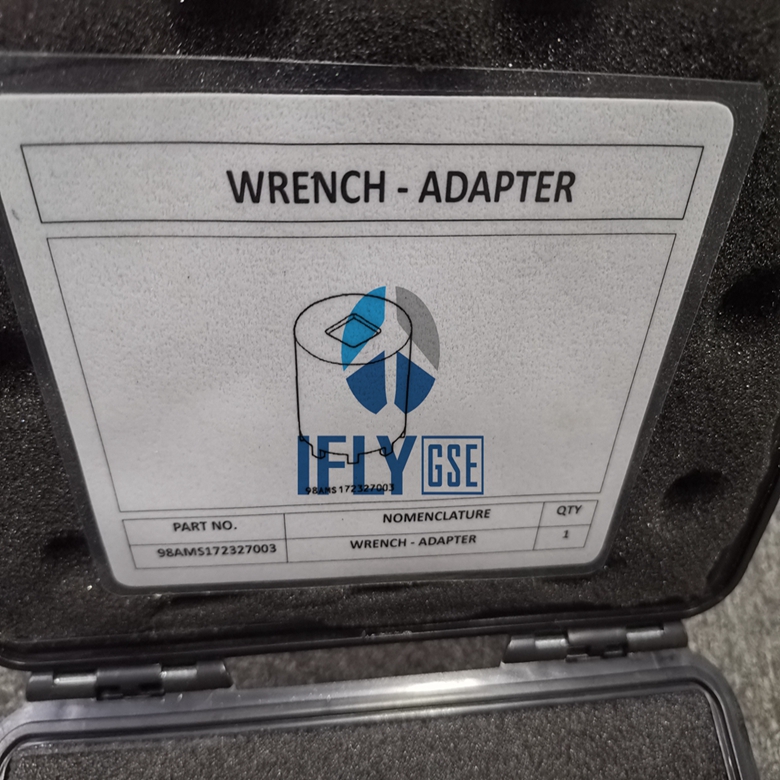 WRENCH - ADAPTER
IFLY GSE
98AMS172327003
PART NO. NOMENCLATURE QTY
98AMS172327003 WRENCH - ADAPTER 1